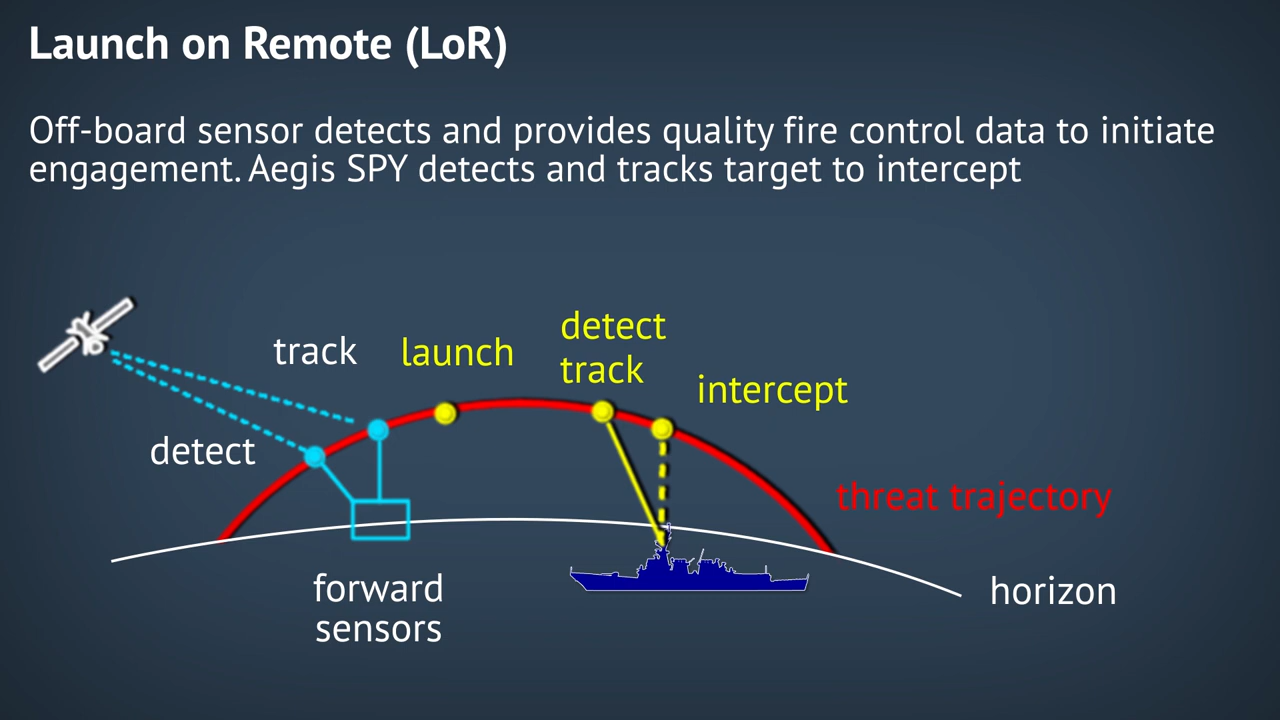 Launch on Remote (LoR)
Off-board sensor detects and provides quality fire control data to initiate
engagement. Aegis SPY detects and tracks target to intercept
detect
track
launch
detect
track
intercept
threat trajectory
forward
sensors
horizon